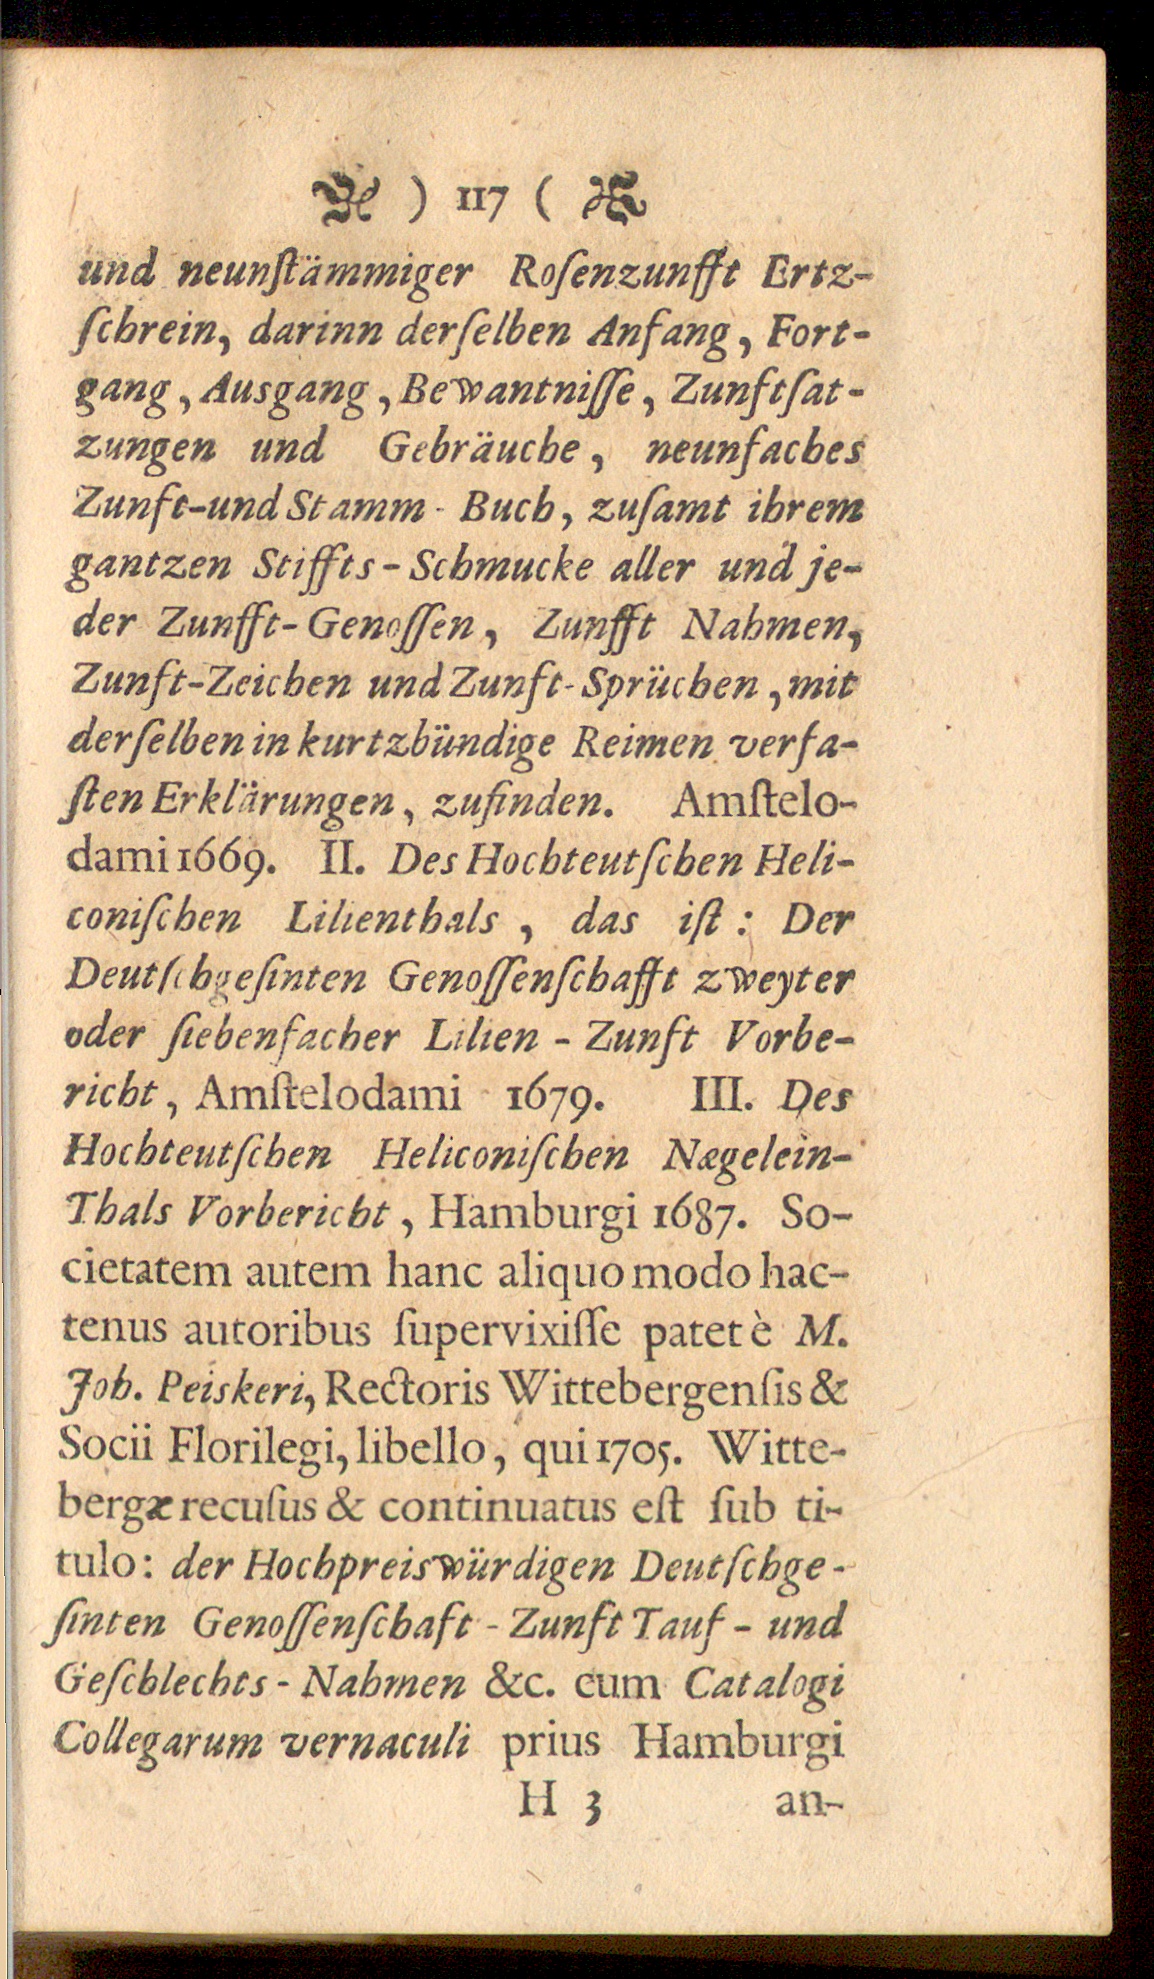 ) 117 (
und neunſtämmiger Roſenzunfft Ertz-
ſchrein, darinn derſelben Anfang, Fort-
gang, Ausgang, Bewantniſſe, Zunftſat-
zungen und Gebräuche, neunfaches
Zunft-und Stamm-Buch, zuſamt ihrem
gantzen Stiffts-Schmucke aller und je-
der Zunfft-Genoſſen, Zunfft Nahmen,
Zunft-Zeichen und Zunft-Sprüchen, mit
derſelben in kurtzbündige Reimen verfa-
ſten Erklärungen, zufinden. Amſtelo-
dami 1669. II. Des Hochteutſchen Heli-
coniſchen Lilienthals, das iſt: Der
Deutſchgeſinten Genoſſenſchafft zweyter
oder ſiebenfacher Lilien-Zunft Vorbe-
richt, Amſtelodami 1679. III. Des
Hochteutſchen Heliconiſchen Nægelein-
Thals Vorbericht, Hamburgi 1687. So-
cietatem autem hanc aliquo modo hac-
tenus autoribus ſupervixiſſe patet è M.
Joh. Peiskeri, Rectoris Wittebergenſis &
Socii Florilegi, libello, qui 1705. Witte-
bergæ recuſus & continuatus eſt ſub ti-
tulo: der Hochpreiswürdigen Deutſchge-
ſinten Genoſſenſchaft-Zunft Tauf- und
Geſchlechts-Nahmen &c. cum Catalogi
Collegarum vernaculi prius Hamburgi
H 3 an-